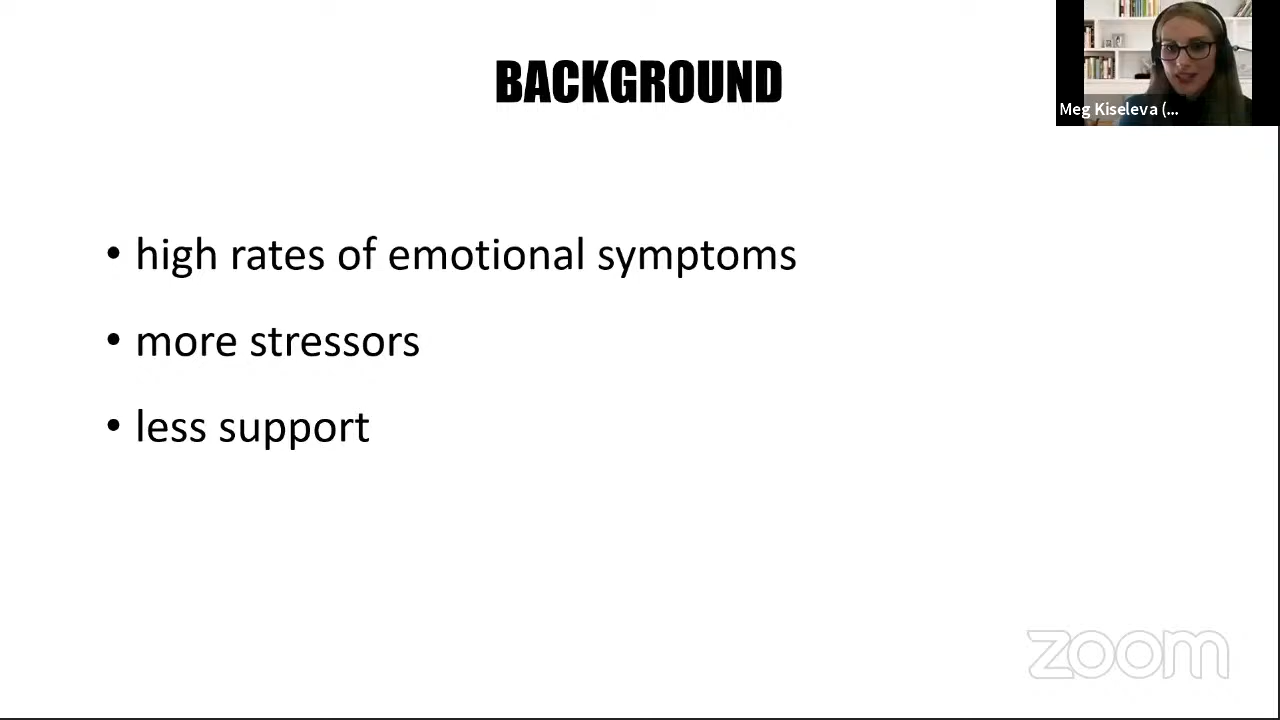 BACKGROUND
Meg Kiseleva (...
• high rates of emotional symptoms
• more stressors
• less support
zoom